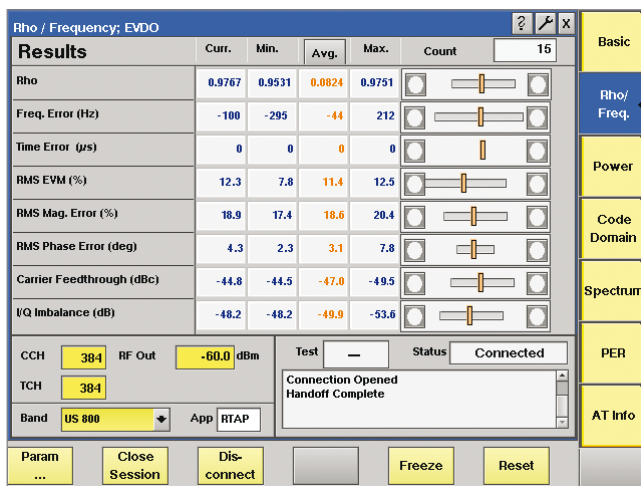 Rho / Frequency; EVDO ? X
Results Curr. Min. Avg. Max. Count 15
Rho 0.9767 0.9531 0.0824 0.9751
Freq. Error (Hz) -100 -295 -44 212
Time Error (µs) 0 0 0 0
RMS EVM (%) 12.3 7.8 11.4 12.5
RMS Mag. Error (%) 18.9 17.4 18.6 20.4
RMS Phase Error (deg) 4.3 2.3 3.1 7.8
Carrier Feedthrough (dBc) -44.8 -44.5 -47.0 -49.5
I/Q Imbalance (dB) -48.2 -48.2 -49.9 -53.6
CCH 384 RF Out -60.0 dBm
TCH 384
Band US 800 App RTAP
Test — Status Connected
Connection Opened
Handoff Complete
Param
...
Close
Session
Dis-
connect
Freeze
Reset
Basic
Rho/
Freq.
Power
Code
Domain
Spectrum
PER
AT Info